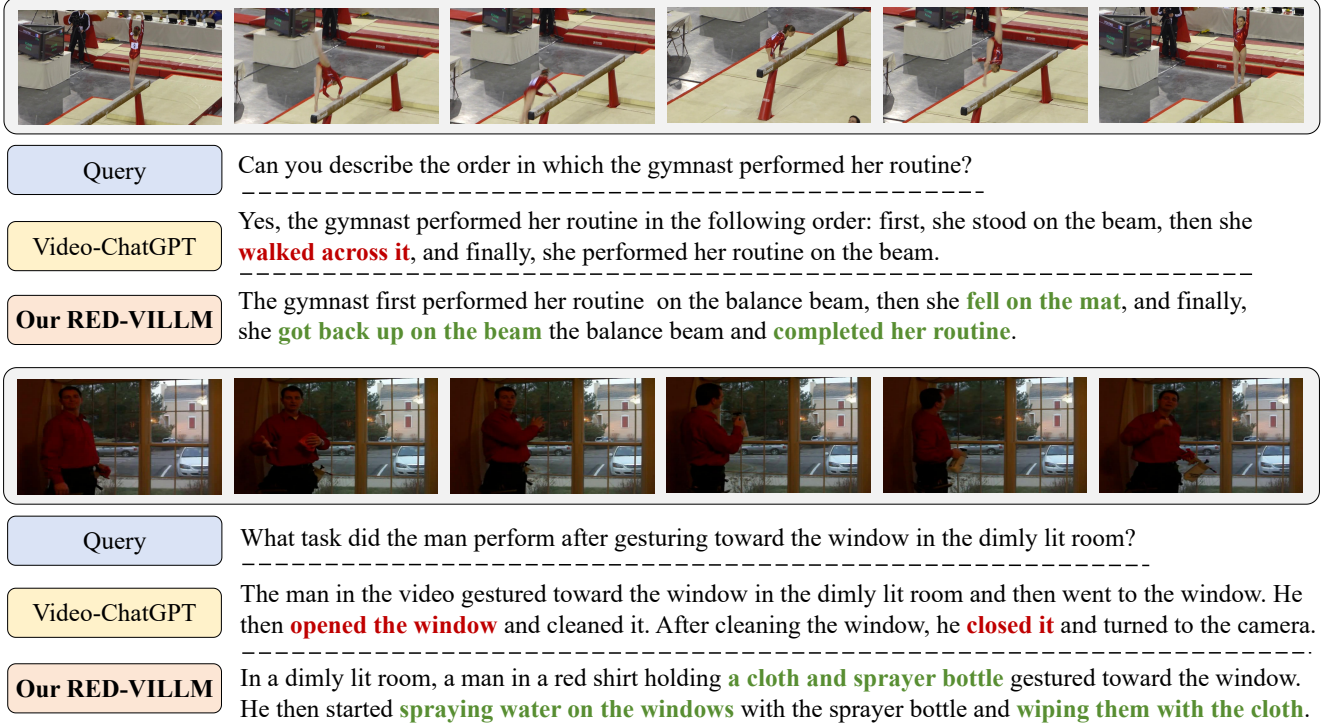 Query
Can you describe the order in which the gymnast performed her routine?
Video-ChatGPT
Yes, the gymnast performed her routine in the following order: first, she stood on the beam, then she
walked across it, and finally, she performed her routine on the beam.
Our RED-VILLM
The gymnast first performed her routine on the balance beam, then she fell on the mat, and finally,
she got back up on the beam the balance beam and completed her routine.
Query
What task did the man perform after gesturing toward the window in the dimly lit room?
Video-ChatGPT
The man in the video gestured toward the window in the dimly lit room and then went to the window. He
then opened the window and cleaned it. After cleaning the window, he closed it and turned to the camera.
Our RED-VILLM
In a dimly lit room, a man in a red shirt holding a cloth and sprayer bottle gestured toward the window.
He then started spraying water on the windows with the sprayer bottle and wiping them with the cloth.